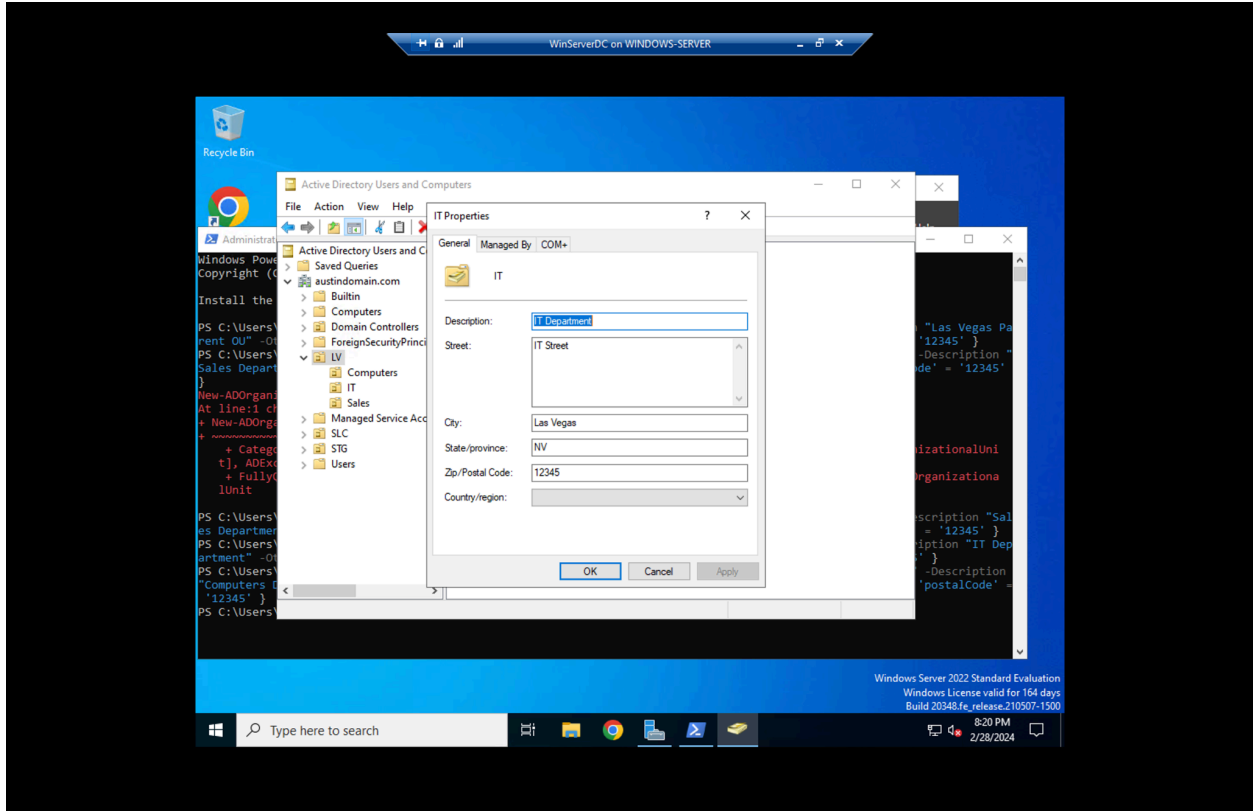 WinServerDC on WINDOWS-SERVER
Recycle Bin
Active Directory Users and Computers
File Action View Help
IT Properties
Administrat
Active Directory Users and C
Saved Queries
austindomain.com
Builtin
Computers
Domain Controllers
ForeignSecurityPrinci
LV
Computers
IT
Sales
Managed Service Acc
SLC
STG
Users
General Managed By COM+
IT
Description: IT Department
Street: IT Street
City: Las Vegas
State/province: NV
Zip/Postal Code: 12345
Country/region:
OK Cancel Apply
Windows Powe
Copyright (C
Install the
PS C:\Users\ "Las Vegas Pa
rent OU" -Ot '12345' }
PS C:\Users\ -Description "
Sales Depart de' = '12345'
}
New-ADOrgani
At line:1 ch
+ New-ADOrga
+ ~~~~~~~~~~
+ Catego nizationalUni
t], ADExc
+ FullyQ Organizationa
lUnit
PS C:\Users\ scription "Sal
es Departmen = '12345' }
PS C:\Users\ iption "IT Dep
artment" -Ot ' }
PS C:\Users\ -Description
"Computers D 'postalCode' =
'12345' }
PS C:\Users\
Windows Server 2022 Standard Evaluation
Windows License valid for 164 days
Build 20348.fe_release.210507-1500
Type here to search
8:20 PM
2/28/2024